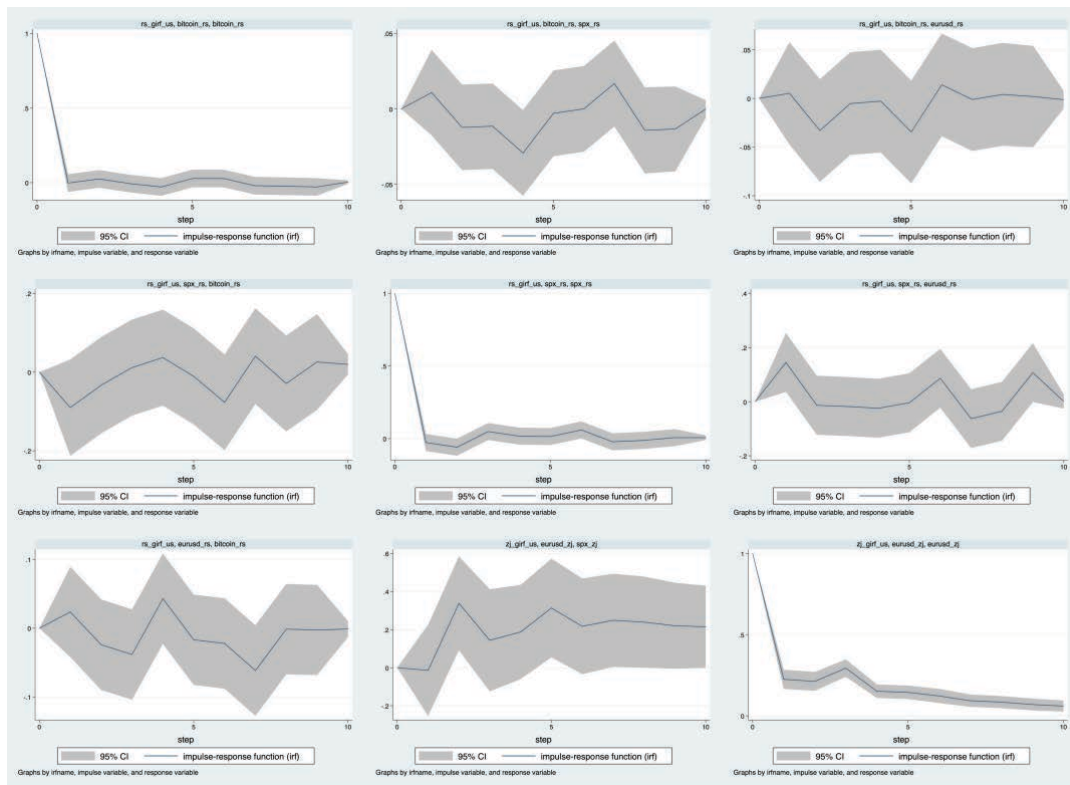 rs_girf_us, bitcoin_rs, bitcoin_rs
1
.5
0
0
5
10
step
95% CI
impulse-response function (irf)
Graphs by irfname, impulse variable, and response variable
rs_girf_us, bitcoin_rs, spx_rs
.05
0
-.05
0
5
10
step
95% CI
impulse-response function (irf)
Graphs by irfname, impulse variable, and response variable
rs_girf_us, bitcoin_rs, eurusd_rs
.05
0
-.05
-.1
0
5
10
step
95% CI
impulse-response function (irf)
Graphs by irfname, impulse variable, and response variable
rs_girf_us, spx_rs, bitcoin_rs
.2
0
-.2
0
5
10
step
95% CI
impulse-response function (irf)
Graphs by irfname, impulse variable, and response variable
rs_girf_us, spx_rs, spx_rs
1
.5
0
0
5
10
step
95% CI
impulse-response function (irf)
Graphs by irfname, impulse variable, and response variable
rs_girf_us, spx_rs, eurusd_rs
.4
.2
0
-.2
0
5
10
step
95% CI
impulse-response function (irf)
Graphs by irfname, impulse variable, and response variable
rs_girf_us, eurusd_rs, bitcoin_rs
.1
0
-.1
0
5
10
step
95% CI
impulse-response function (irf)
Graphs by irfname, impulse variable, and response variable
zj_girf_us, eurusd_zj, spx_zj
.6
.4
.2
0
-.2
0
5
10
step
95% CI
impulse-response function (irf)
Graphs by irfname, impulse variable, and response variable
zj_girf_us, eurusd_zj, eurusd_zj
1
.5
0
0
5
10
step
95% CI
impulse-response function (irf)
Graphs by irfname, impulse variable, and response variable